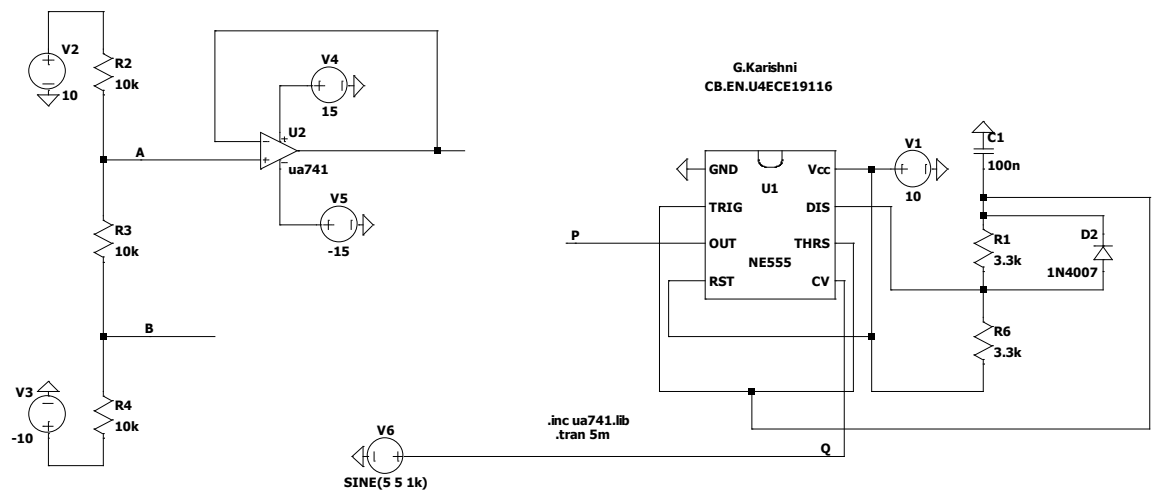 V2
10
R2
10k
A
R3
10k
B
V3
-10
R4
10k
V4
15
U2
ua741
V5
-15
G.Karishni
CB.EN.U4ECE19116
P
GND
TRIG
OUT
RST
U1
NE555
Vcc
DIS
THRS
CV
V1
10
C1
100n
R1
3.3k
D2
1N4007
R6
3.3k
.inc ua741.lib
.tran 5m
V6
SINE(5 5 1k)
Q